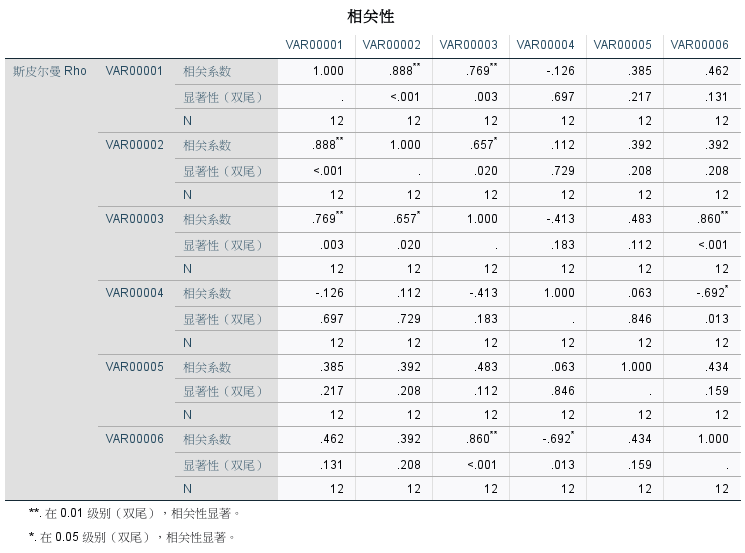 相关性
VAR00001 VAR00002 VAR00003 VAR00004 VAR00005 VAR00006
斯皮尔曼 Rho VAR00001 相关系数 1.000 .888** .769** -.126 .385 .462
显著性（双尾） . <.001 .003 .697 .217 .131
N 12 12 12 12 12 12
VAR00002 相关系数 .888** 1.000 .657* .112 .392 .392
显著性（双尾） <.001 . .020 .729 .208 .208
N 12 12 12 12 12 12
VAR00003 相关系数 .769** .657* 1.000 -.413 .483 .860**
显著性（双尾） .003 .020 . .183 .112 <.001
N 12 12 12 12 12 12
VAR00004 相关系数 -.126 .112 -.413 1.000 .063 -.692*
显著性（双尾） .697 .729 .183 . .846 .013
N 12 12 12 12 12 12
VAR00005 相关系数 .385 .392 .483 .063 1.000 .434
显著性（双尾） .217 .208 .112 .846 . .159
N 12 12 12 12 12 12
VAR00006 相关系数 .462 .392 .860** -.692* .434 1.000
显著性（双尾） .131 .208 <.001 .013 .159 .
N 12 12 12 12 12 12
**. 在 0.01 级别（双尾），相关性显著。
*. 在 0.05 级别（双尾），相关性显著。